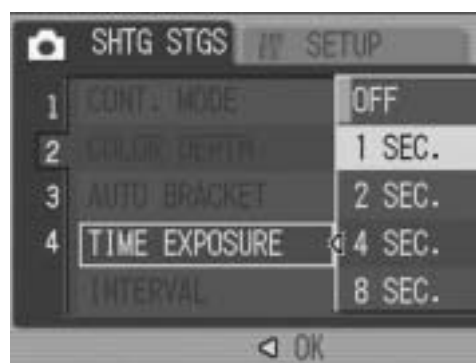 SHTG STGS SETUP
1 CONT. MODE OFF
2 COLOR DEPTH 1 SEC.
3 AUTO BRACKET 2 SEC.
4 TIME EXPOSURE 4 SEC.
INTERVAL 8 SEC.
OK